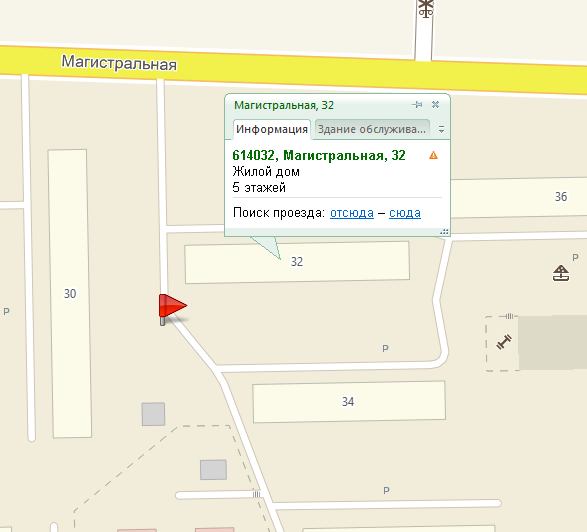 Магистральная
Магистральная, 32
Информация
Здание обслужива...
614032, Магистральная, 32
Жилой дом
5 этажей
Поиск проезда: отсюда – сюда
36
P
32
30
P
P
34
P